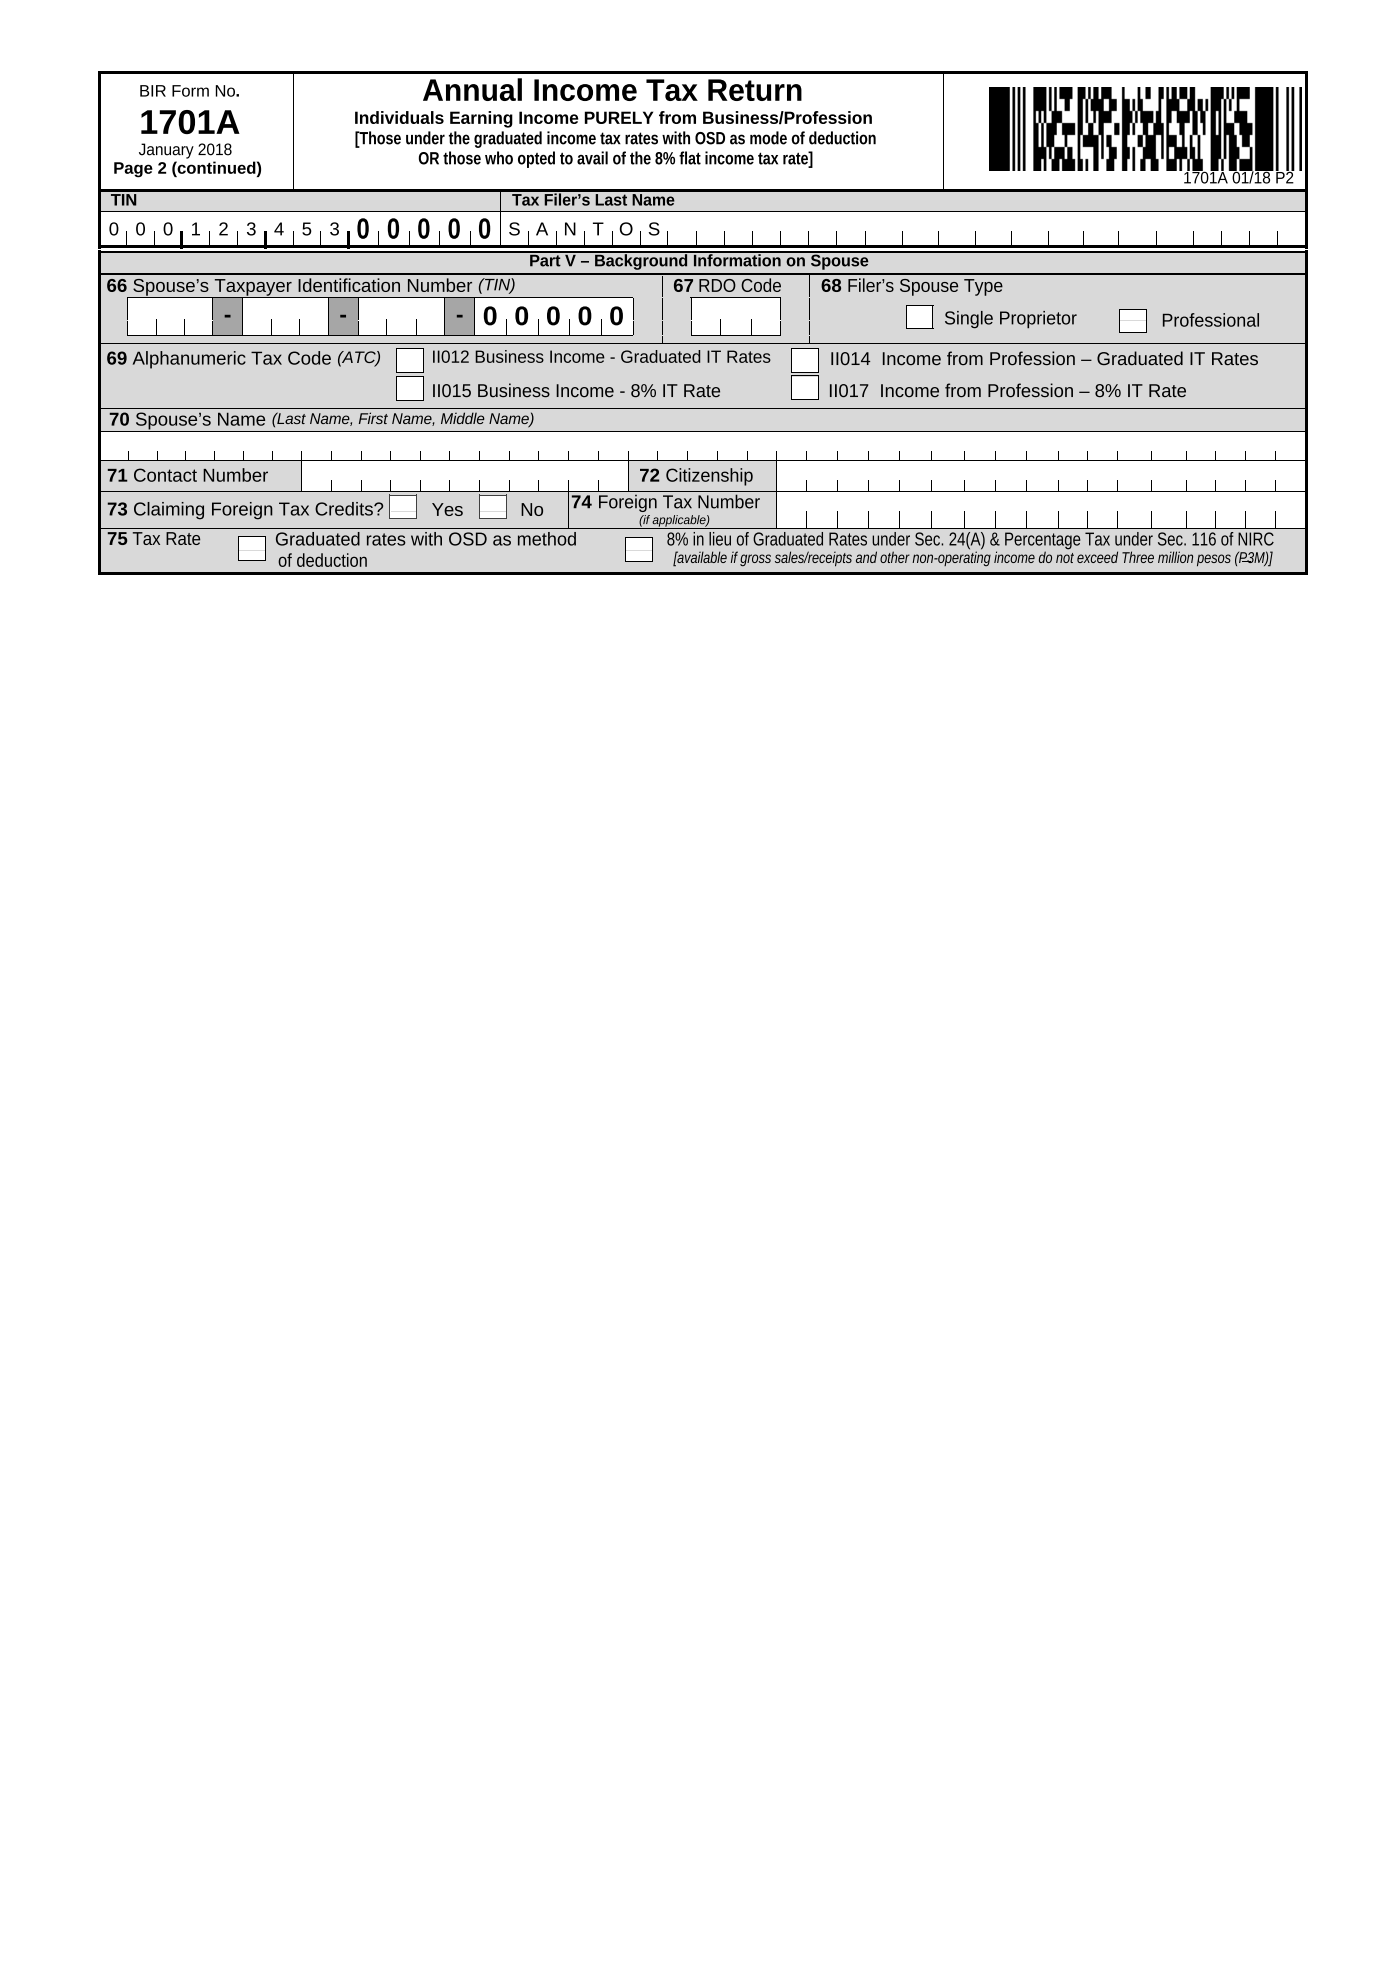 BIR Form No.
1701A
January 2018
Page 2 (continued)
Annual Income Tax Return
Individuals Earning Income PURELY from Business/Profession
[Those under the graduated income tax rates with OSD as mode of deduction
OR those who opted to avail of the 8% flat income tax rate]
1701A 01/18 P2
TIN
Tax Filer’s Last Name
0 0 0 1 2 3 4 5 3 0 0 0 0 0
S A N T O S
Part V – Background Information on Spouse
66 Spouse’s Taxpayer Identification Number (TIN)
- - - 0 0 0 0 0
67 RDO Code
68 Filer’s Spouse Type
Single Proprietor
Professional
69 Alphanumeric Tax Code (ATC)
II012 Business Income - Graduated IT Rates
II014 Income from Profession – Graduated IT Rates
II015 Business Income - 8% IT Rate
II017 Income from Profession – 8% IT Rate
70 Spouse’s Name (Last Name, First Name, Middle Name)
71 Contact Number
72 Citizenship
73 Claiming Foreign Tax Credits?
Yes
No
74 Foreign Tax Number
(if applicable)
75 Tax Rate
Graduated rates with OSD as method
of deduction
8% in lieu of Graduated Rates under Sec. 24(A) & Percentage Tax under Sec. 116 of NIRC
[available if gross sales/receipts and other non-operating income do not exceed Three million pesos (P3M)]